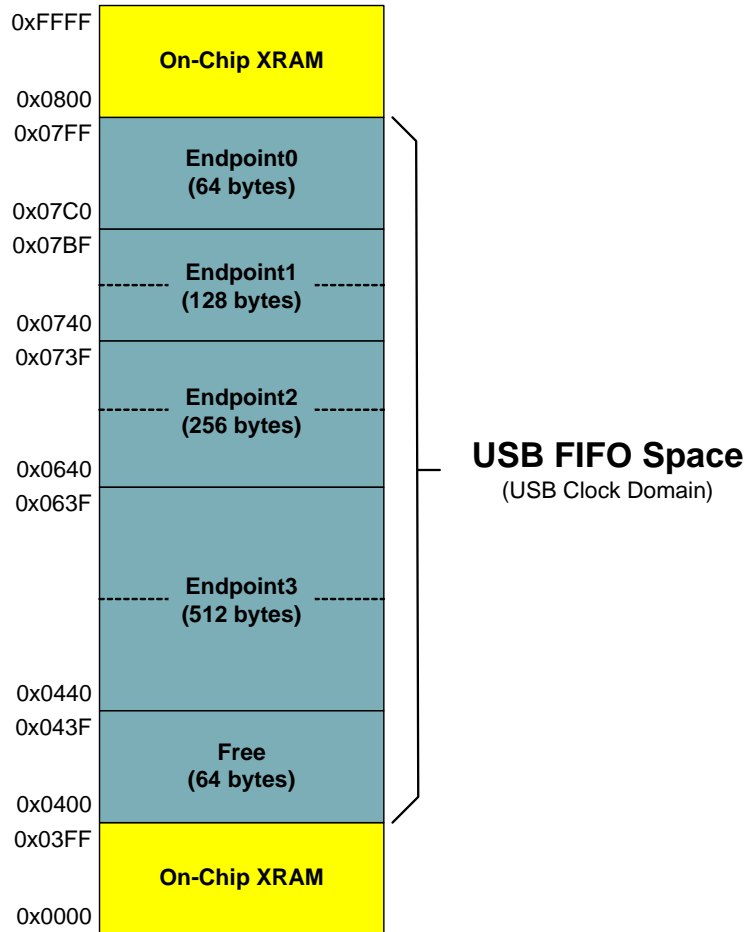 0xFFFF
On-Chip XRAM
0x0800
0x07FF
Endpoint0
(64 bytes)
0x07C0
0x07BF
Endpoint1
(128 bytes)
0x0740
0x073F
Endpoint2
(256 bytes)
0x0640
0x063F
Endpoint3
(512 bytes)
0x0440
0x043F
Free
(64 bytes)
0x0400
0x03FF
On-Chip XRAM
0x0000
USB FIFO Space
(USB Clock Domain)